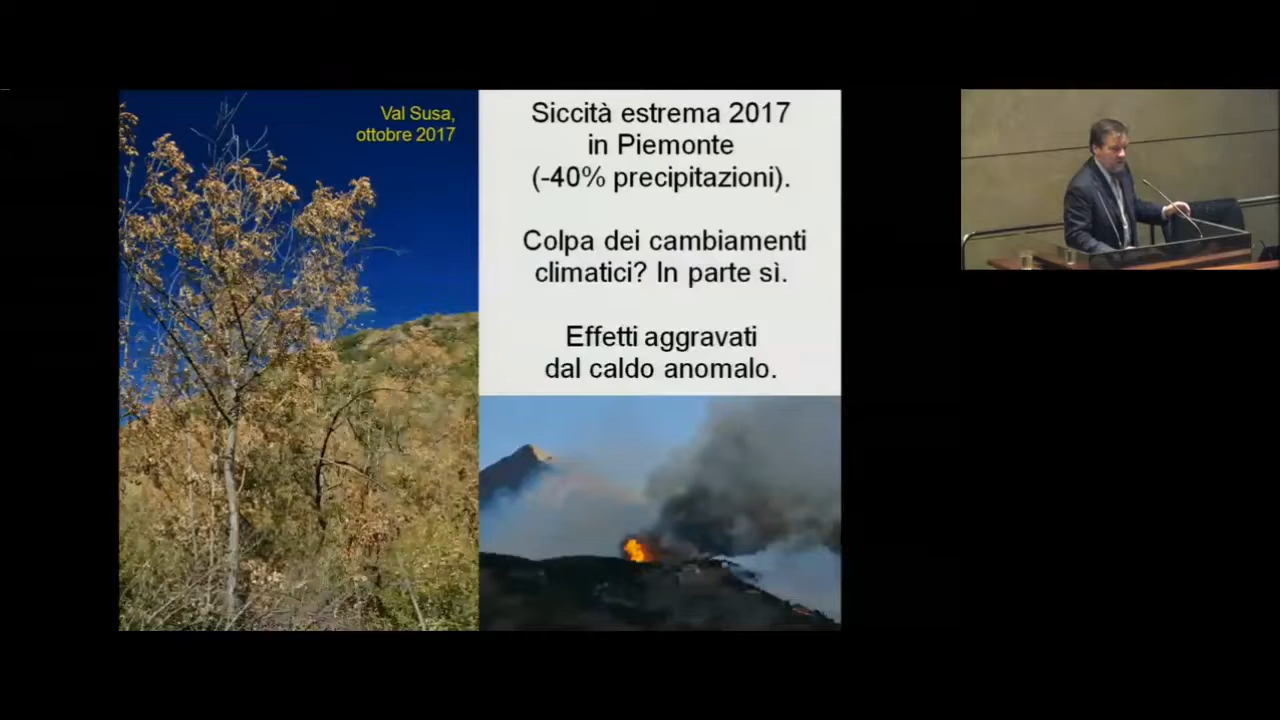 Val Susa,
ottobre 2017
Siccità estrema 2017
in Piemonte
(-40% precipitazioni).
Colpa dei cambiamenti
climatici? In parte sì.
Effetti aggravati
dal caldo anomalo.